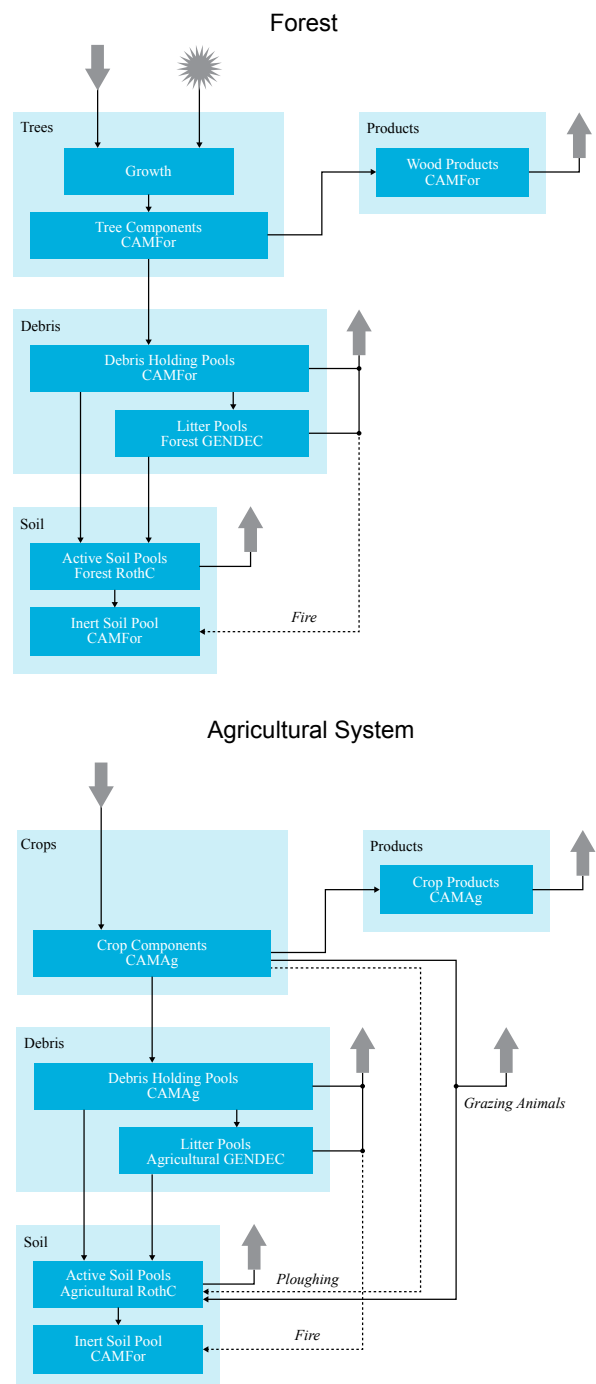 Forest
Trees
Products
Growth
Wood Products
CAMFor
Tree Components
CAMFor
Debris
Debris Holding Pools
CAMFor
Litter Pools
Forest GENDEC
Soil
Active Soil Pools
Forest RothC
Inert Soil Pool
CAMFor
Fire
Agricultural System
Crops
Products
Crop Products
CAMAg
Crop Components
CAMAg
Debris
Debris Holding Pools
CAMAg
Grazing Animals
Litter Pools
Agricultural GENDEC
Soil
Active Soil Pools
Agricultural RothC
Ploughing
Inert Soil Pool
CAMFor
Fire